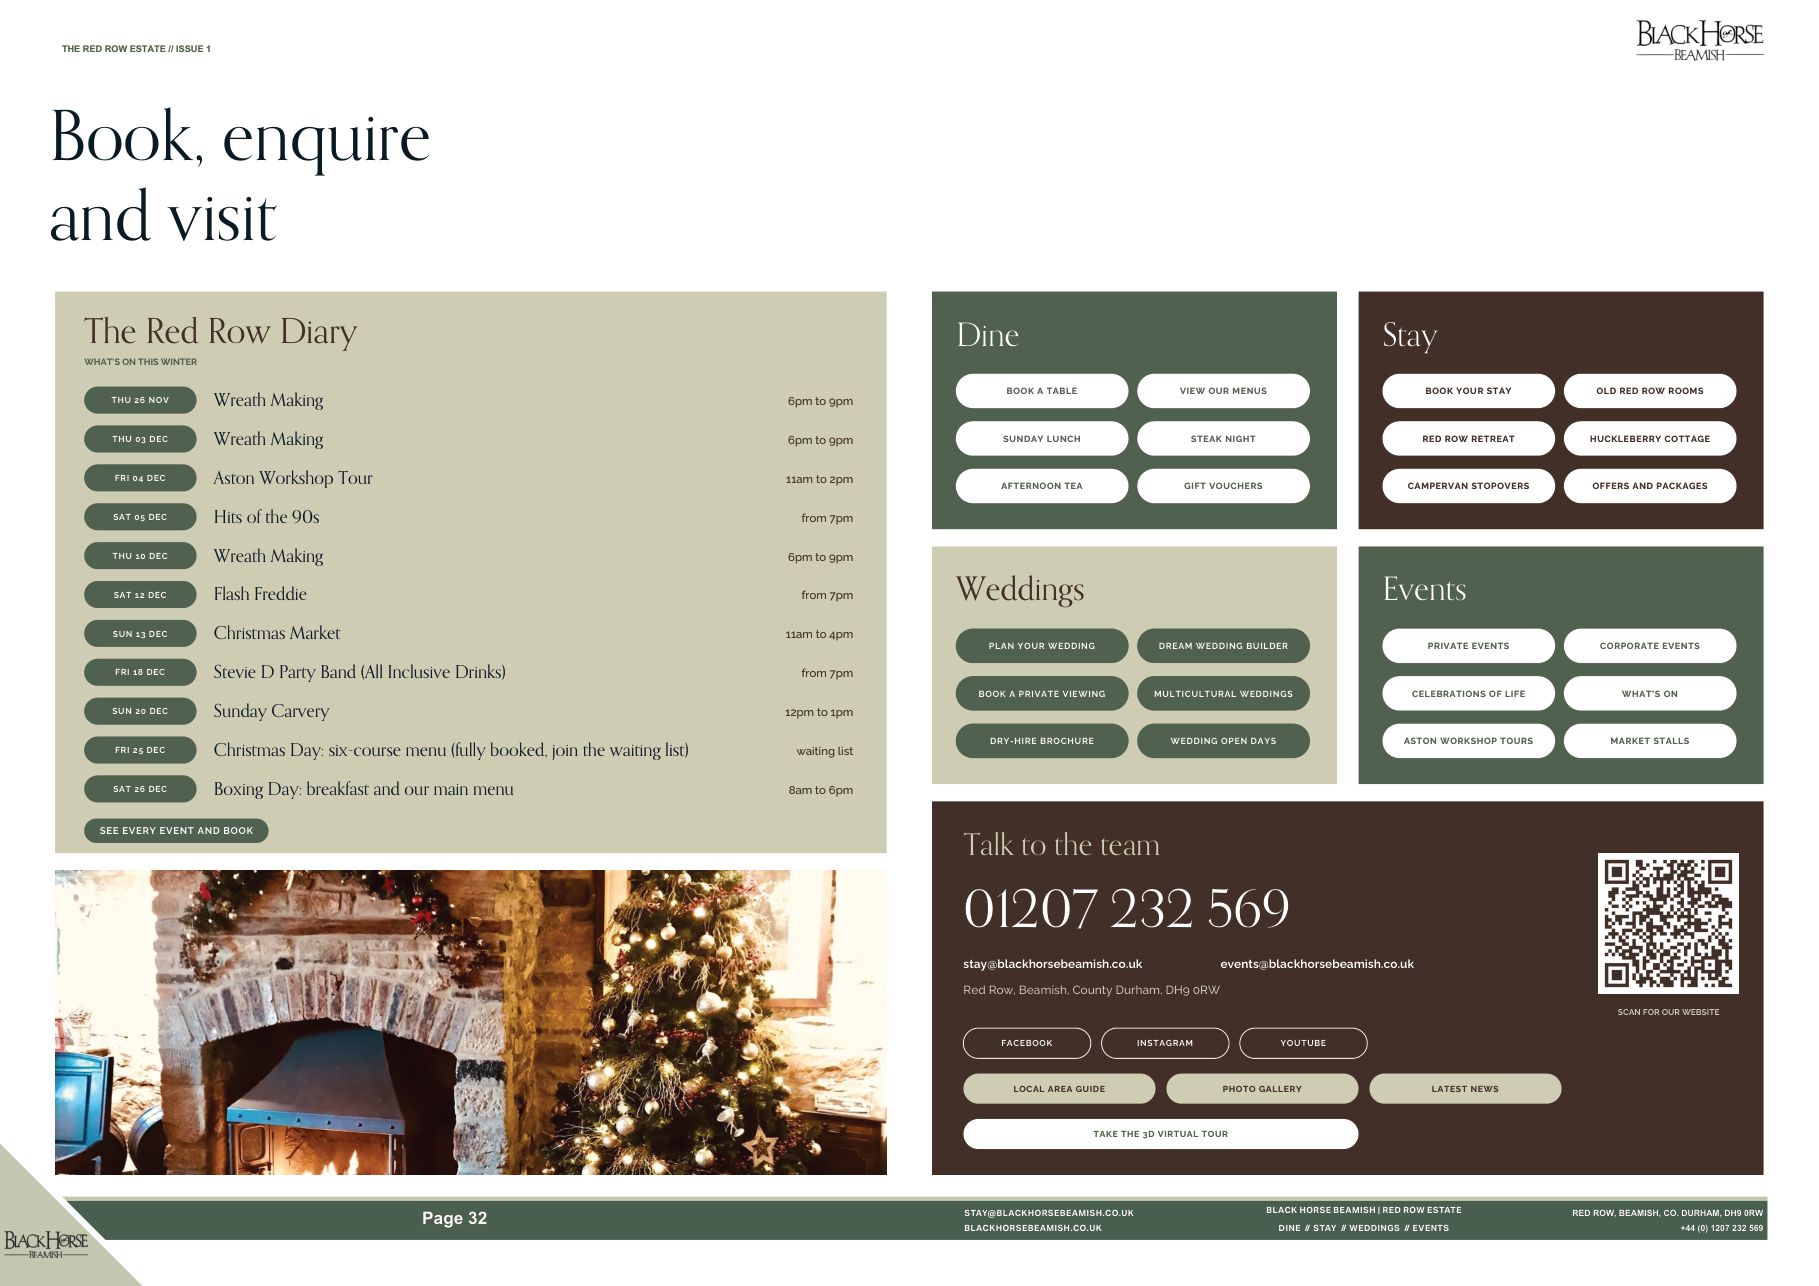 THE RED ROW ESTATE // ISSUE 1
BLACK HORSE
BEAMISH
Book, enquire
and visit
The Red Row Diary
WHAT'S ON THIS WINTER
THU 26 NOV Wreath Making 6pm to 9pm
THU 03 DEC Wreath Making 6pm to 9pm
FRI 04 DEC Aston Workshop Tour 11am to 2pm
SAT 05 DEC Hits of the 90s from 7pm
THU 10 DEC Wreath Making 6pm to 9pm
SAT 12 DEC Flash Freddie from 7pm
SUN 13 DEC Christmas Market 11am to 4pm
FRI 18 DEC Stevie D Party Band (All Inclusive Drinks) from 7pm
SUN 20 DEC Sunday Carvery 12pm to 1pm
FRI 25 DEC Christmas Day: six-course menu (fully booked, join the waiting list) waiting list
SAT 26 DEC Boxing Day: breakfast and our main menu 8am to 6pm
SEE EVERY EVENT AND BOOK
Dine
BOOK A TABLE VIEW OUR MENUS
SUNDAY LUNCH STEAK NIGHT
AFTERNOON TEA GIFT VOUCHERS
Stay
BOOK YOUR STAY OLD RED ROW ROOMS
RED ROW RETREAT HUCKLEBERRY COTTAGE
CAMPERVAN STOPOVERS OFFERS AND PACKAGES
Weddings
PLAN YOUR WEDDING DREAM WEDDING BUILDER
BOOK A PRIVATE VIEWING MULTICULTURAL WEDDINGS
DRY-HIRE BROCHURE WEDDING OPEN DAYS
Events
PRIVATE EVENTS CORPORATE EVENTS
CELEBRATIONS OF LIFE WHAT'S ON
ASTON WORKSHOP TOURS MARKET STALLS
Talk to the team
01207 232 569
stay@blackhorsebeamish.co.uk events@blackhorsebeamish.co.uk
Red Row, Beamish, County Durham, DH9 0RW
SCAN FOR OUR WEBSITE
FACEBOOK INSTAGRAM YOUTUBE
LOCAL AREA GUIDE PHOTO GALLERY LATEST NEWS
TAKE THE 3D VIRTUAL TOUR
BLACK HORSE
BEAMISH
Page 32
STAY@BLACKHORSEBEAMISH.CO.UK
BLACKHORSEBEAMISH.CO.UK
BLACK HORSE BEAMISH | RED ROW ESTATE
DINE // STAY // WEDDINGS // EVENTS
RED ROW, BEAMISH, CO. DURHAM, DH9 0RW
+44 (0) 1207 232 569